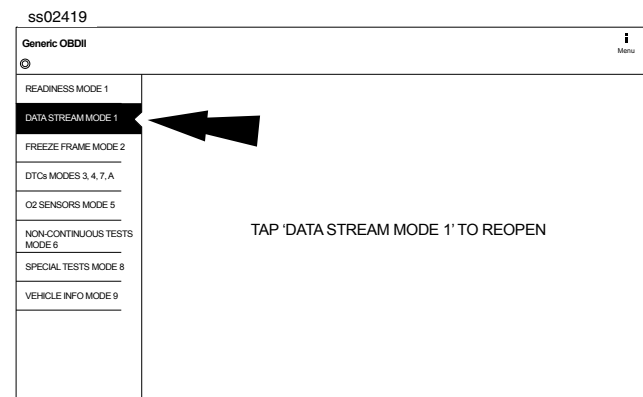 ss02419
Generic OBDII
i
Menu
READINESS MODE 1
DATA STREAM MODE 1
FREEZE FRAME MODE 2
DTCs MODES 3, 4, 7, A
O2 SENSORS MODE 5
NON-CONTINUOUS TESTS
MODE 6
SPECIAL TESTS MODE 8
VEHICLE INFO MODE 9
TAP ‘DATA STREAM MODE 1’ TO REOPEN